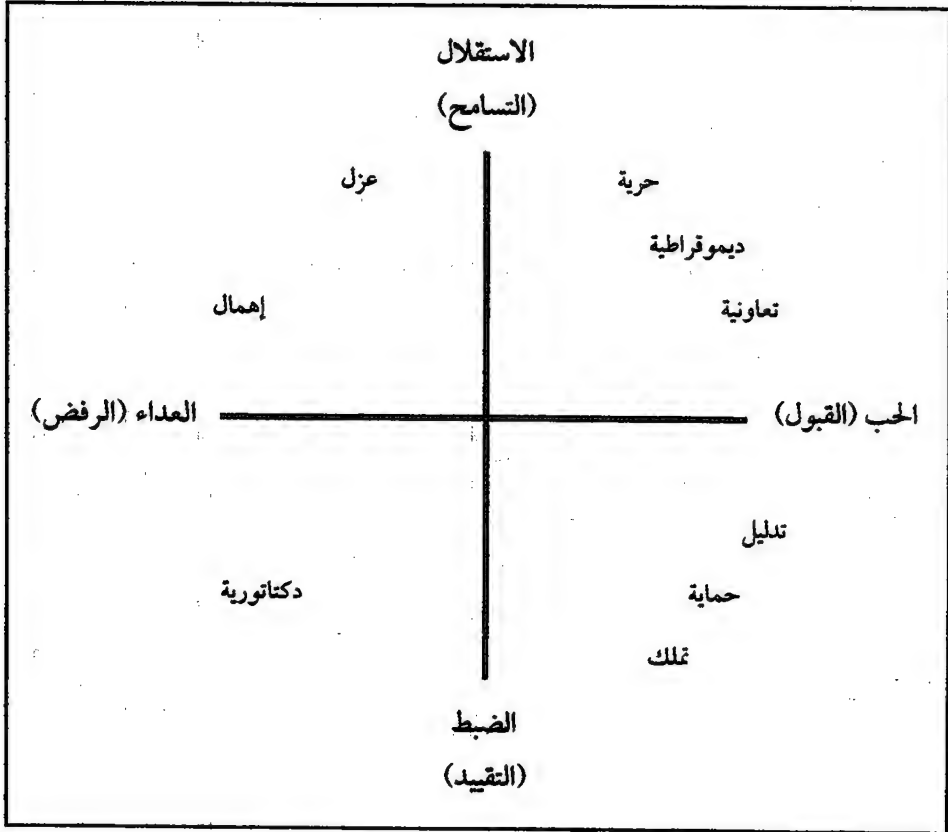 الاستقلال
(التسامح)
حرية
عزل
ديموقراطية
تعاونية
إهمال
الحب (القبول)
العداء (الرفض)
تدليل
حماية
دكتاتورية
تملك
الضبط
(التقييد)